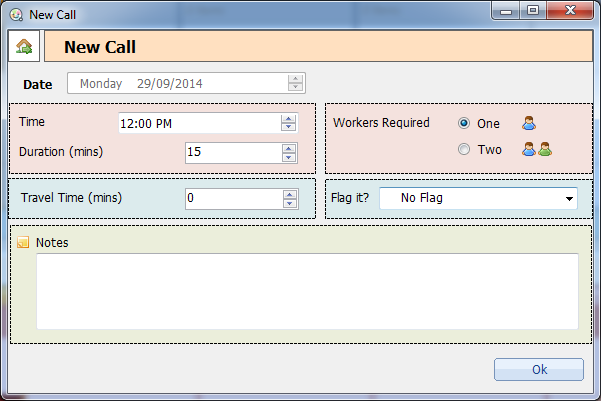 New Call
New Call
Date Monday 29/09/2014
Time 12:00 PM
Duration (mins) 15
Workers Required One
Two
Travel Time (mins) 0
Flag it? No Flag
Notes
Ok